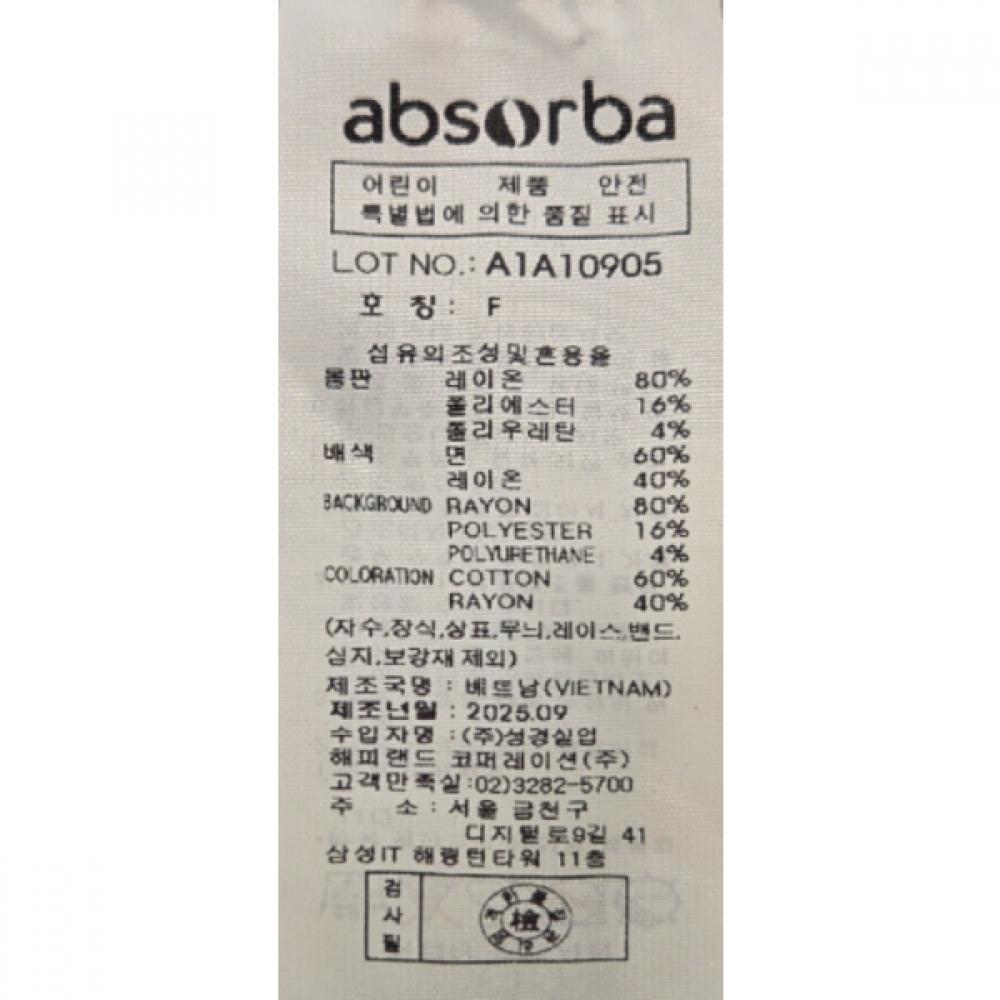 absorba
어린이 제품 안전
특별법에 의한 품질 표시
LOT NO.: A1A10905
호 칭 : F
섬유의조성및혼용율
몸판 레이온 80%
폴리에스터 16%
폴리우레탄 4%
배색 면 60%
레이온 40%
BACKGROUND RAYON 80%
POLYESTER 16%
POLYURETHANE 4%
COLORATION COTTON 60%
RAYON 40%
(자수,장식,상표,무늬,레이스,밴드,
심지,보강재 제외)
제조국명 : 베트남(VIETNAM)
제조년월 : 2025.09
수입자명 : (주)성경실업
해피랜드 코퍼레이션(주)
고객만족실:02)3282-5700
주 소 : 서울 금천구
디지털로9길 41
삼성IT 해링턴타워 11층
검사필
檢